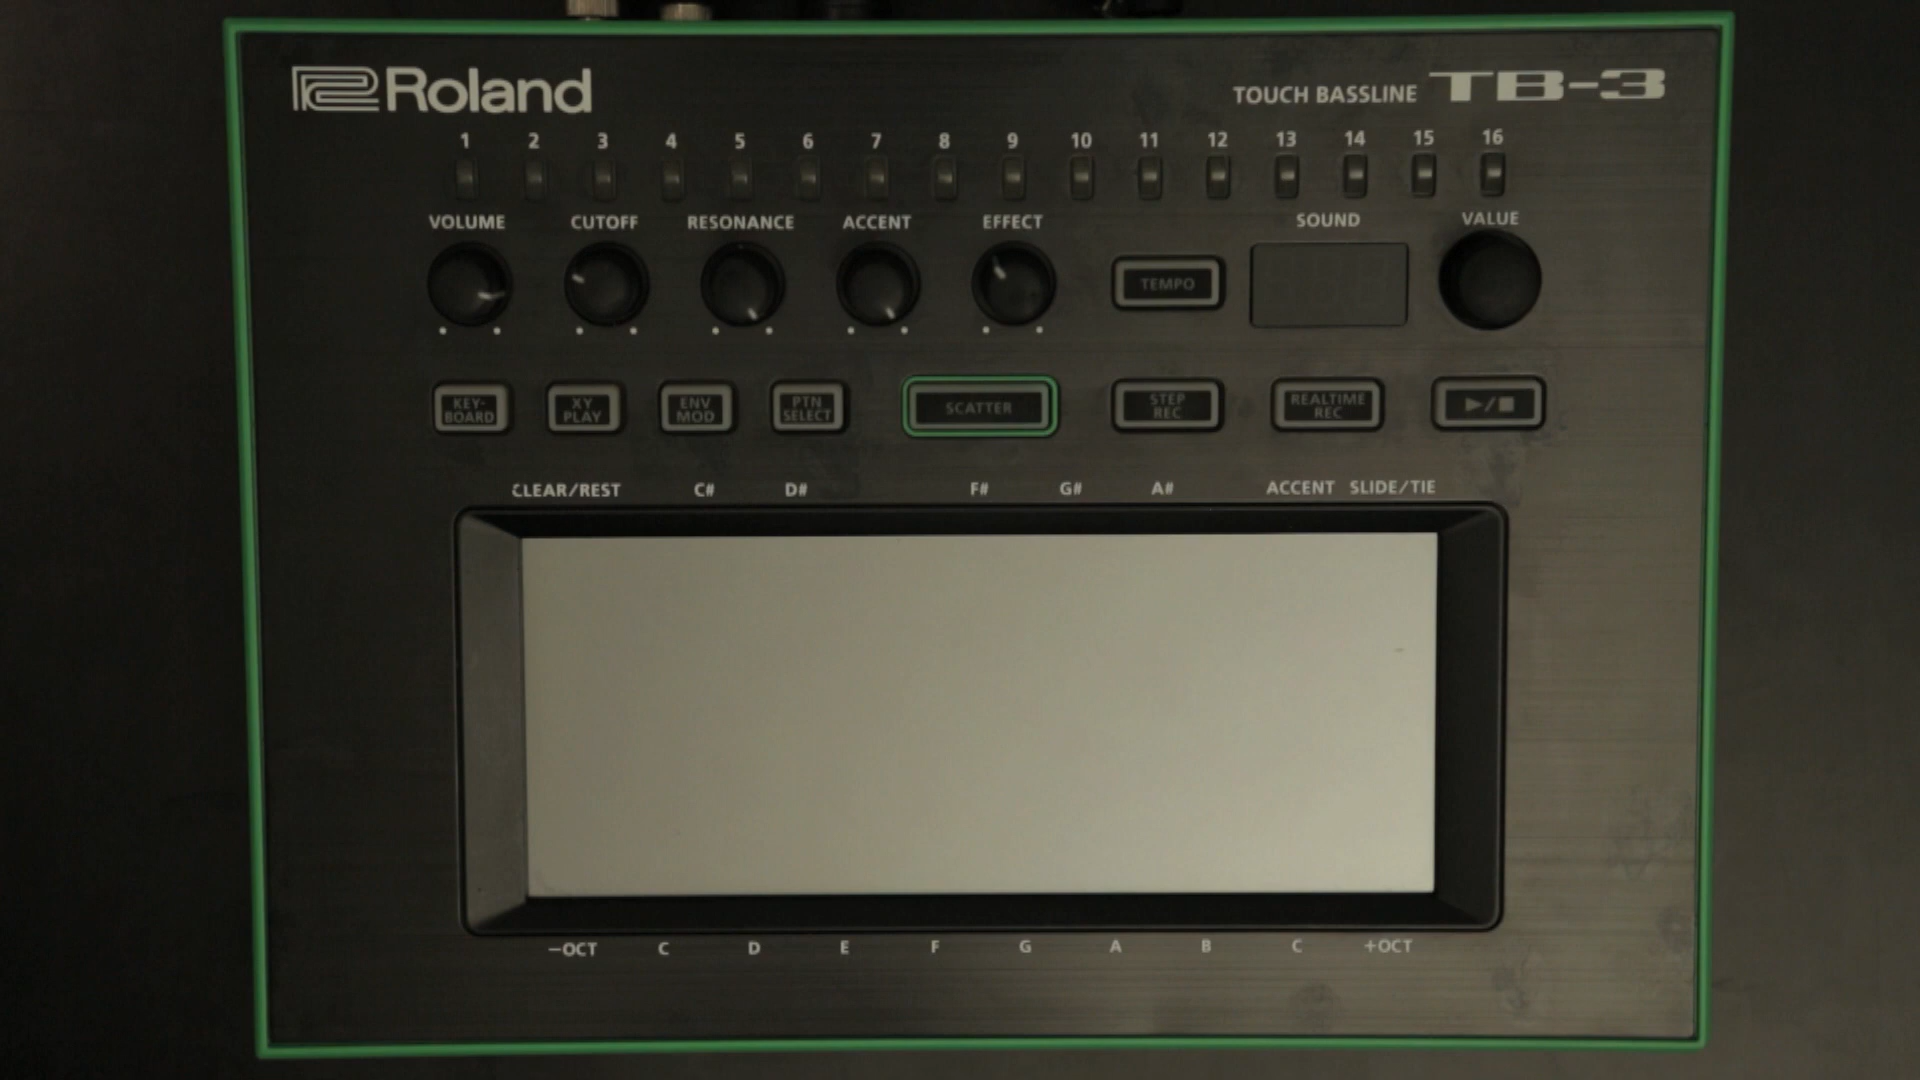 Roland
TOUCH BASSLINE TB-3
1 2 3 4 5 6 7 8 9 10 11 12 13 14 15 16
VOLUME CUTOFF RESONANCE ACCENT EFFECT SOUND VALUE
TEMPO
KEY-
BOARD
XY
PLAY
ENV
MOD
PTN
SELECT
SCATTER
STEP
REC
REALTIME
REC
CLEAR/REST C# D# F# G# A# ACCENT SLIDE/TIE
−OCT C D E F G A B C +OCT